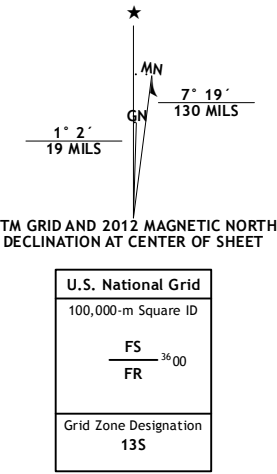 ★
MN
GN
7° 19´
130 MILS
1° 2´
19 MILS
TM GRID AND 2012 MAGNETIC NORTH
DECLINATION AT CENTER OF SHEET
U.S. National Grid
100,000-m Square ID
FS
³⁶00
FR
Grid Zone Designation
13S